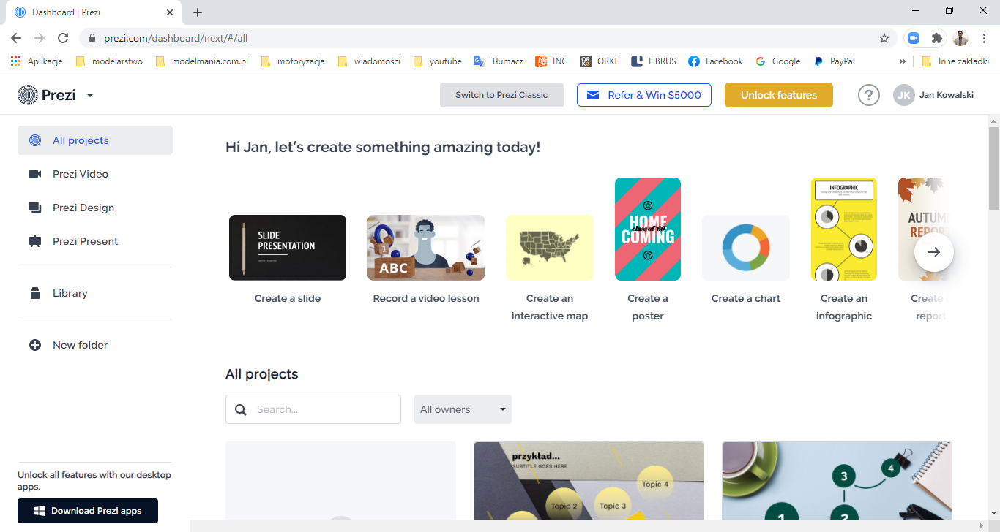 Dashboard | Prezi
prezi.com/dashboard/next/#/all
Aplikacje modelarstwo modelmania.com.pl motoryzacja wiadomości youtube Tłumacz ING ORKE LIBRUS Facebook Google PayPal » Inne zakładki
Prezi
Switch to Prezi Classic
Refer & Win $5000
Unlock features
?
JK Jan Kowalski
All projects
Prezi Video
Prezi Design
Prezi Present
Library
New folder
Unlock all features with our desktop
apps.
Download Prezi apps
Hi Jan, let's create something amazing today!
SLIDE
PRESENTATION
Create a slide
1
ABC
Record a video lesson
Create an
interactive map
HOME
class of '69
COMING
Create a
poster
Create a chart
INFOGRAPHIC
Create an
infographic
AUTUM
REPOR
Create
report
All projects
Search...
All owners
przykład...
SUBTITLE GOES HERE
Topic 4
Topic 2
Topic 3
3
4
1
2